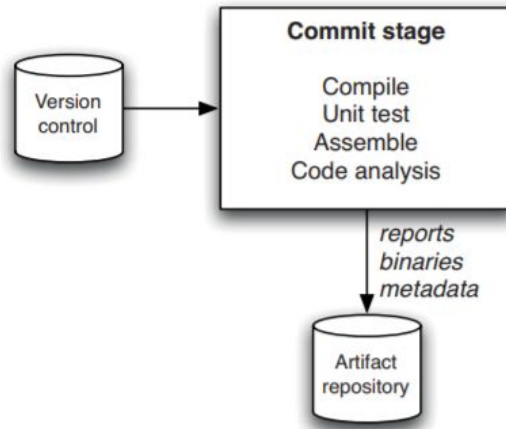 Commit stage
Compile
Unit test
Assemble
Code analysis
Version
control
reports
binaries
metadata
Artifact
repository